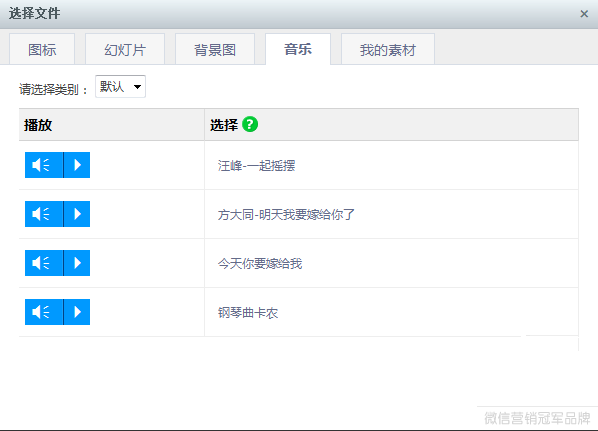 选择文件 ×
图标 幻灯片 背景图 音乐 我的素材
请选择类别： 默认
播放 选择 ?
汪峰-一起摇摆
方大同-明天我要嫁给你了
今天你要嫁给我
钢琴曲卡农
微信营销冠军品牌